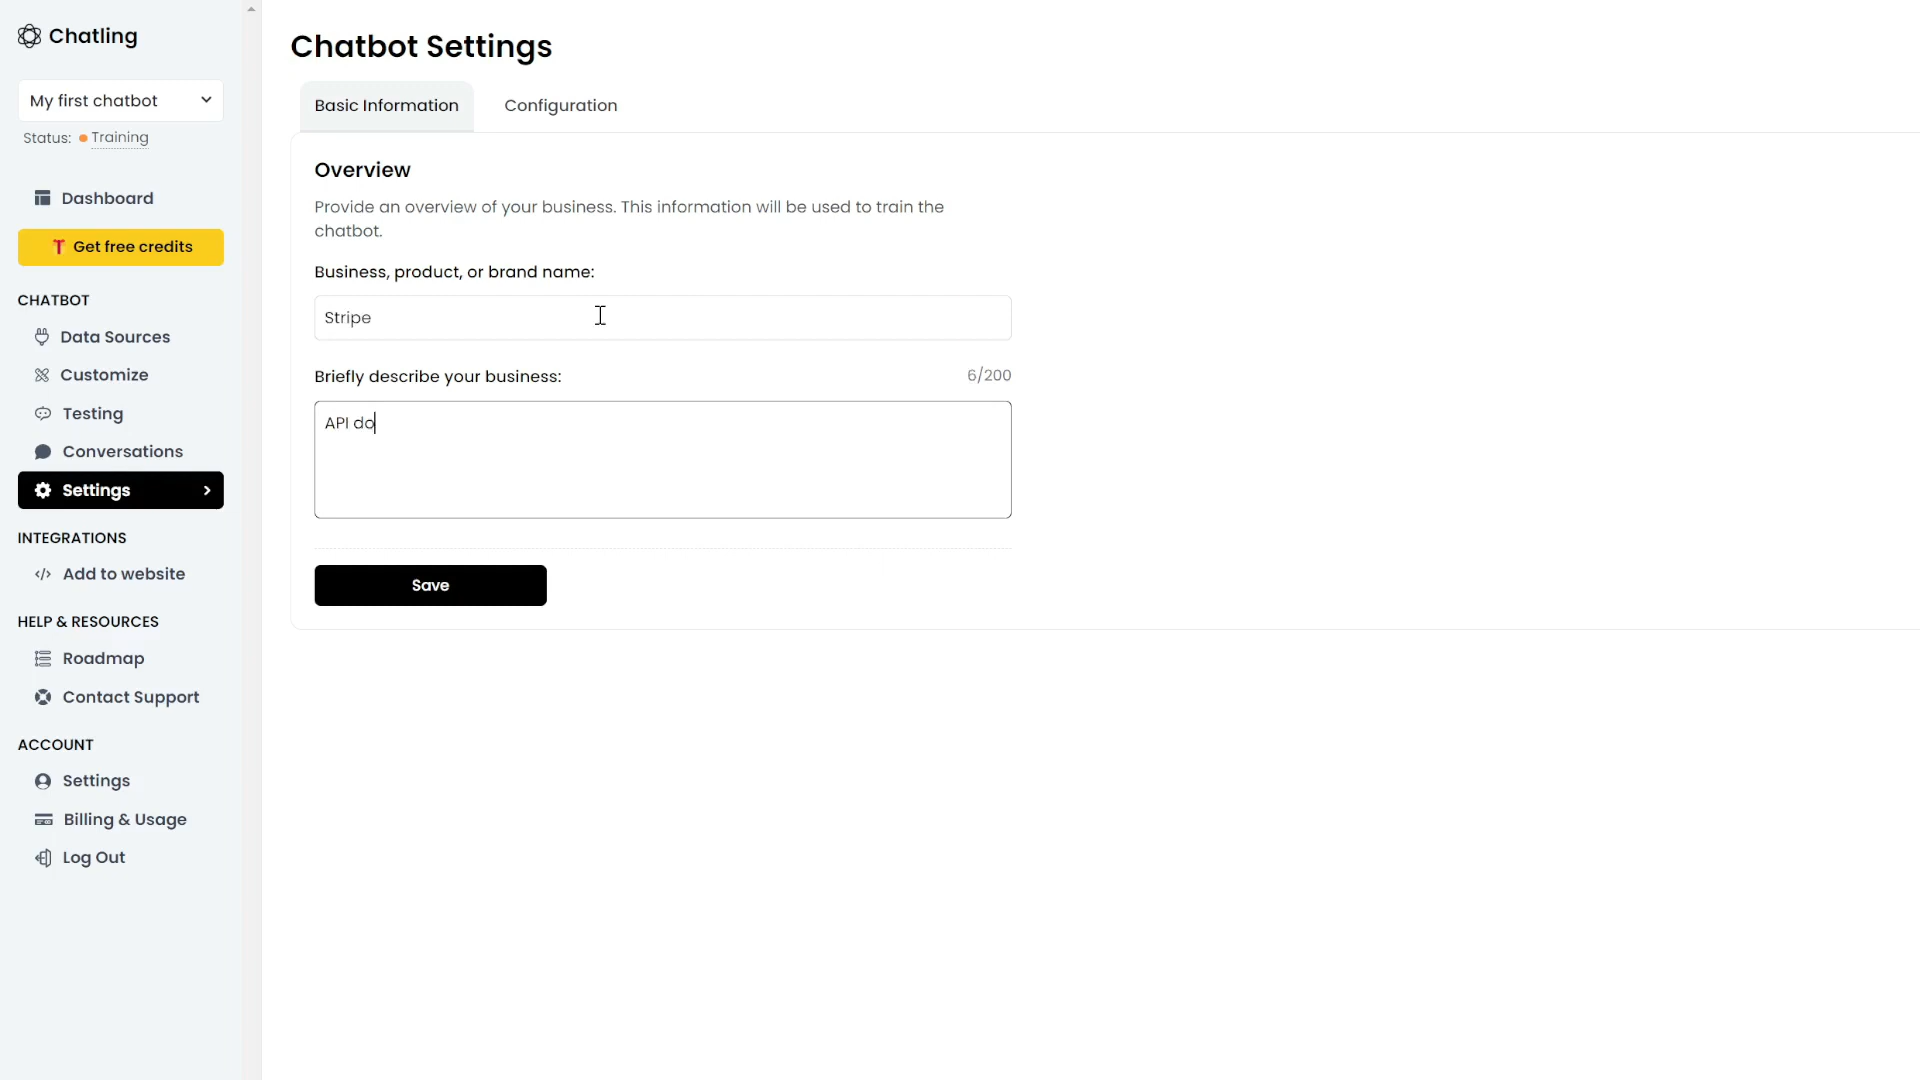 Chatling
My first chatbot
Status: Training
Dashboard
Get free credits
CHATBOT
Data Sources
Customize
Testing
Conversations
Settings
INTEGRATIONS
Add to website
HELP & RESOURCES
Roadmap
Contact Support
ACCOUNT
Settings
Billing & Usage
Log Out
Chatbot Settings
Basic Information
Configuration
Overview
Provide an overview of your business. This information will be used to train the
chatbot.
Business, product, or brand name:
Stripe
Briefly describe your business:
6/200
API do
Save